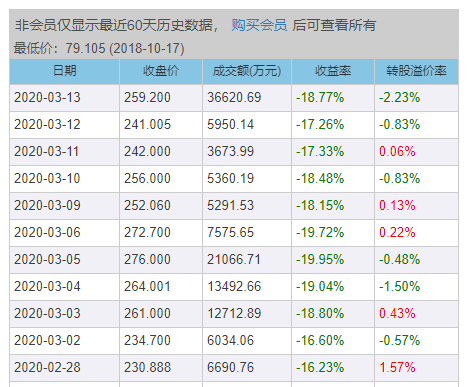 非会员仅显示最近60天历史数据， 购买会员 后可查看所有
最低价：79.105 (2018-10-17)
日期 收盘价 成交额(万元) 收益率 转股溢价率
2020-03-13 259.200 36620.69 -18.77% -2.23%
2020-03-12 241.005 5950.14 -17.26% -0.83%
2020-03-11 242.000 3673.99 -17.33% 0.06%
2020-03-10 256.000 5360.19 -18.48% -0.83%
2020-03-09 252.060 5291.53 -18.15% 0.13%
2020-03-06 272.700 7575.65 -19.72% 0.22%
2020-03-05 276.000 21066.71 -19.95% -0.48%
2020-03-04 264.001 13492.66 -19.04% -1.50%
2020-03-03 261.000 12712.89 -18.80% 0.43%
2020-03-02 234.700 6034.06 -16.60% -0.57%
2020-02-28 230.888 6690.76 -16.23% 1.57%